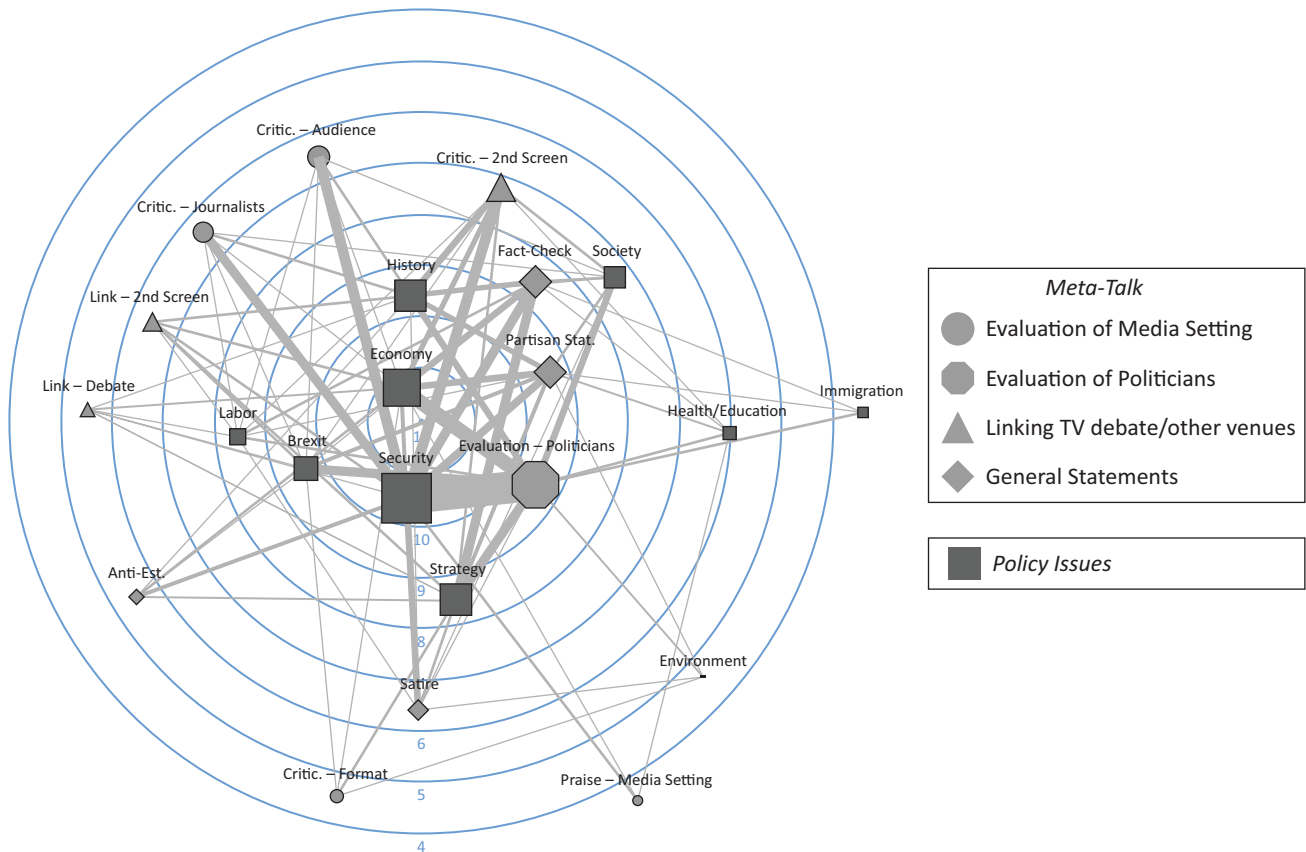 Critic. – Audience
Critic. – 2nd Screen
Critic. – Journalists
Fact-Check
Society
History
Link – 2nd Screen
Partisan Stat.
Economy
Link – Debate
Immigration
Labor
Health/Education
Brexit
1
Security
Evaluation – Politicians
10
Strategy
Anti-Est.
9
8
Environment
Satire
6
Critic. – Format
Praise – Media Setting
5
4
Meta-Talk
Evaluation of Media Setting
Evaluation of Politicians
Linking TV debate/other venues
General Statements
Policy Issues